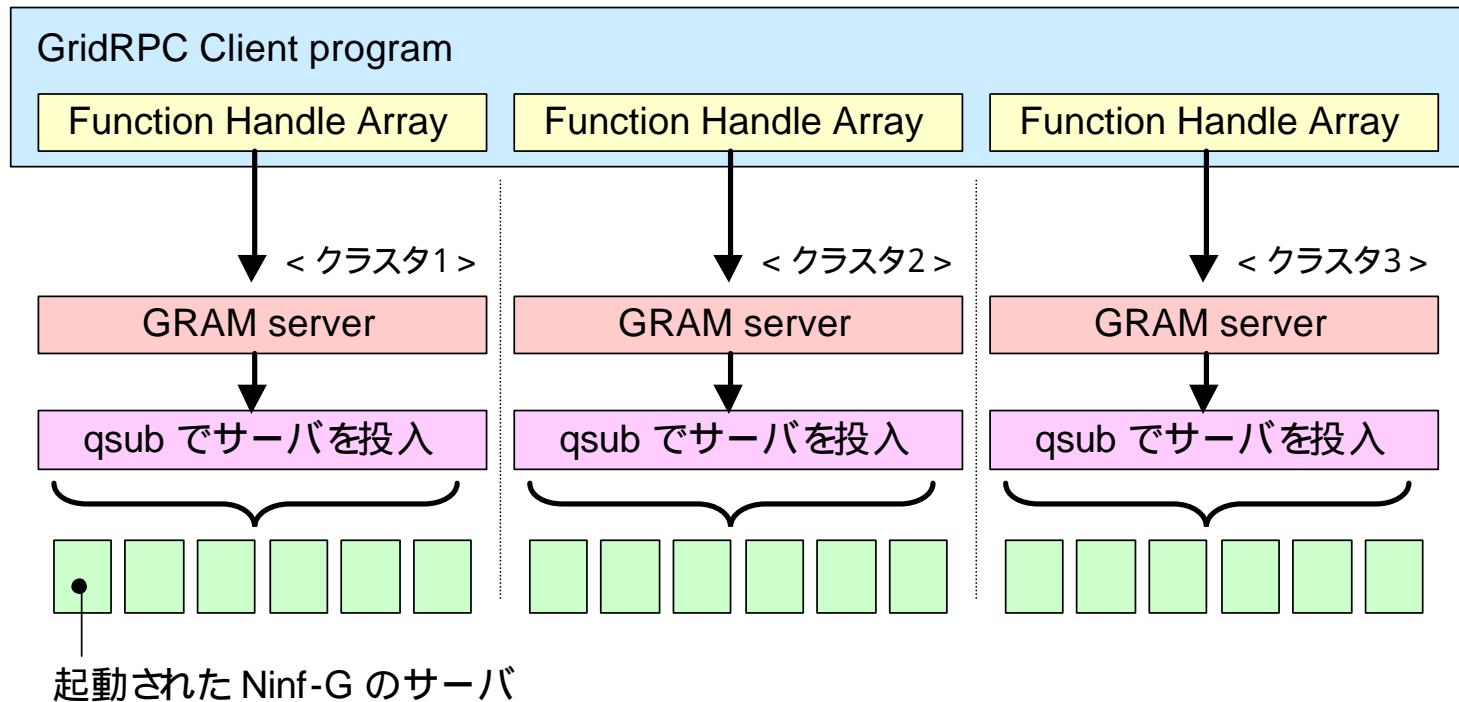 GridRPC Client program
Function Handle Array
Function Handle Array
Function Handle Array
< クラスタ1 >
< クラスタ2 >
< クラスタ3 >
GRAM server
GRAM server
GRAM server
qsub でサーバを投入
qsub でサーバを投入
qsub でサーバを投入
起動された Ninf-G のサーバ